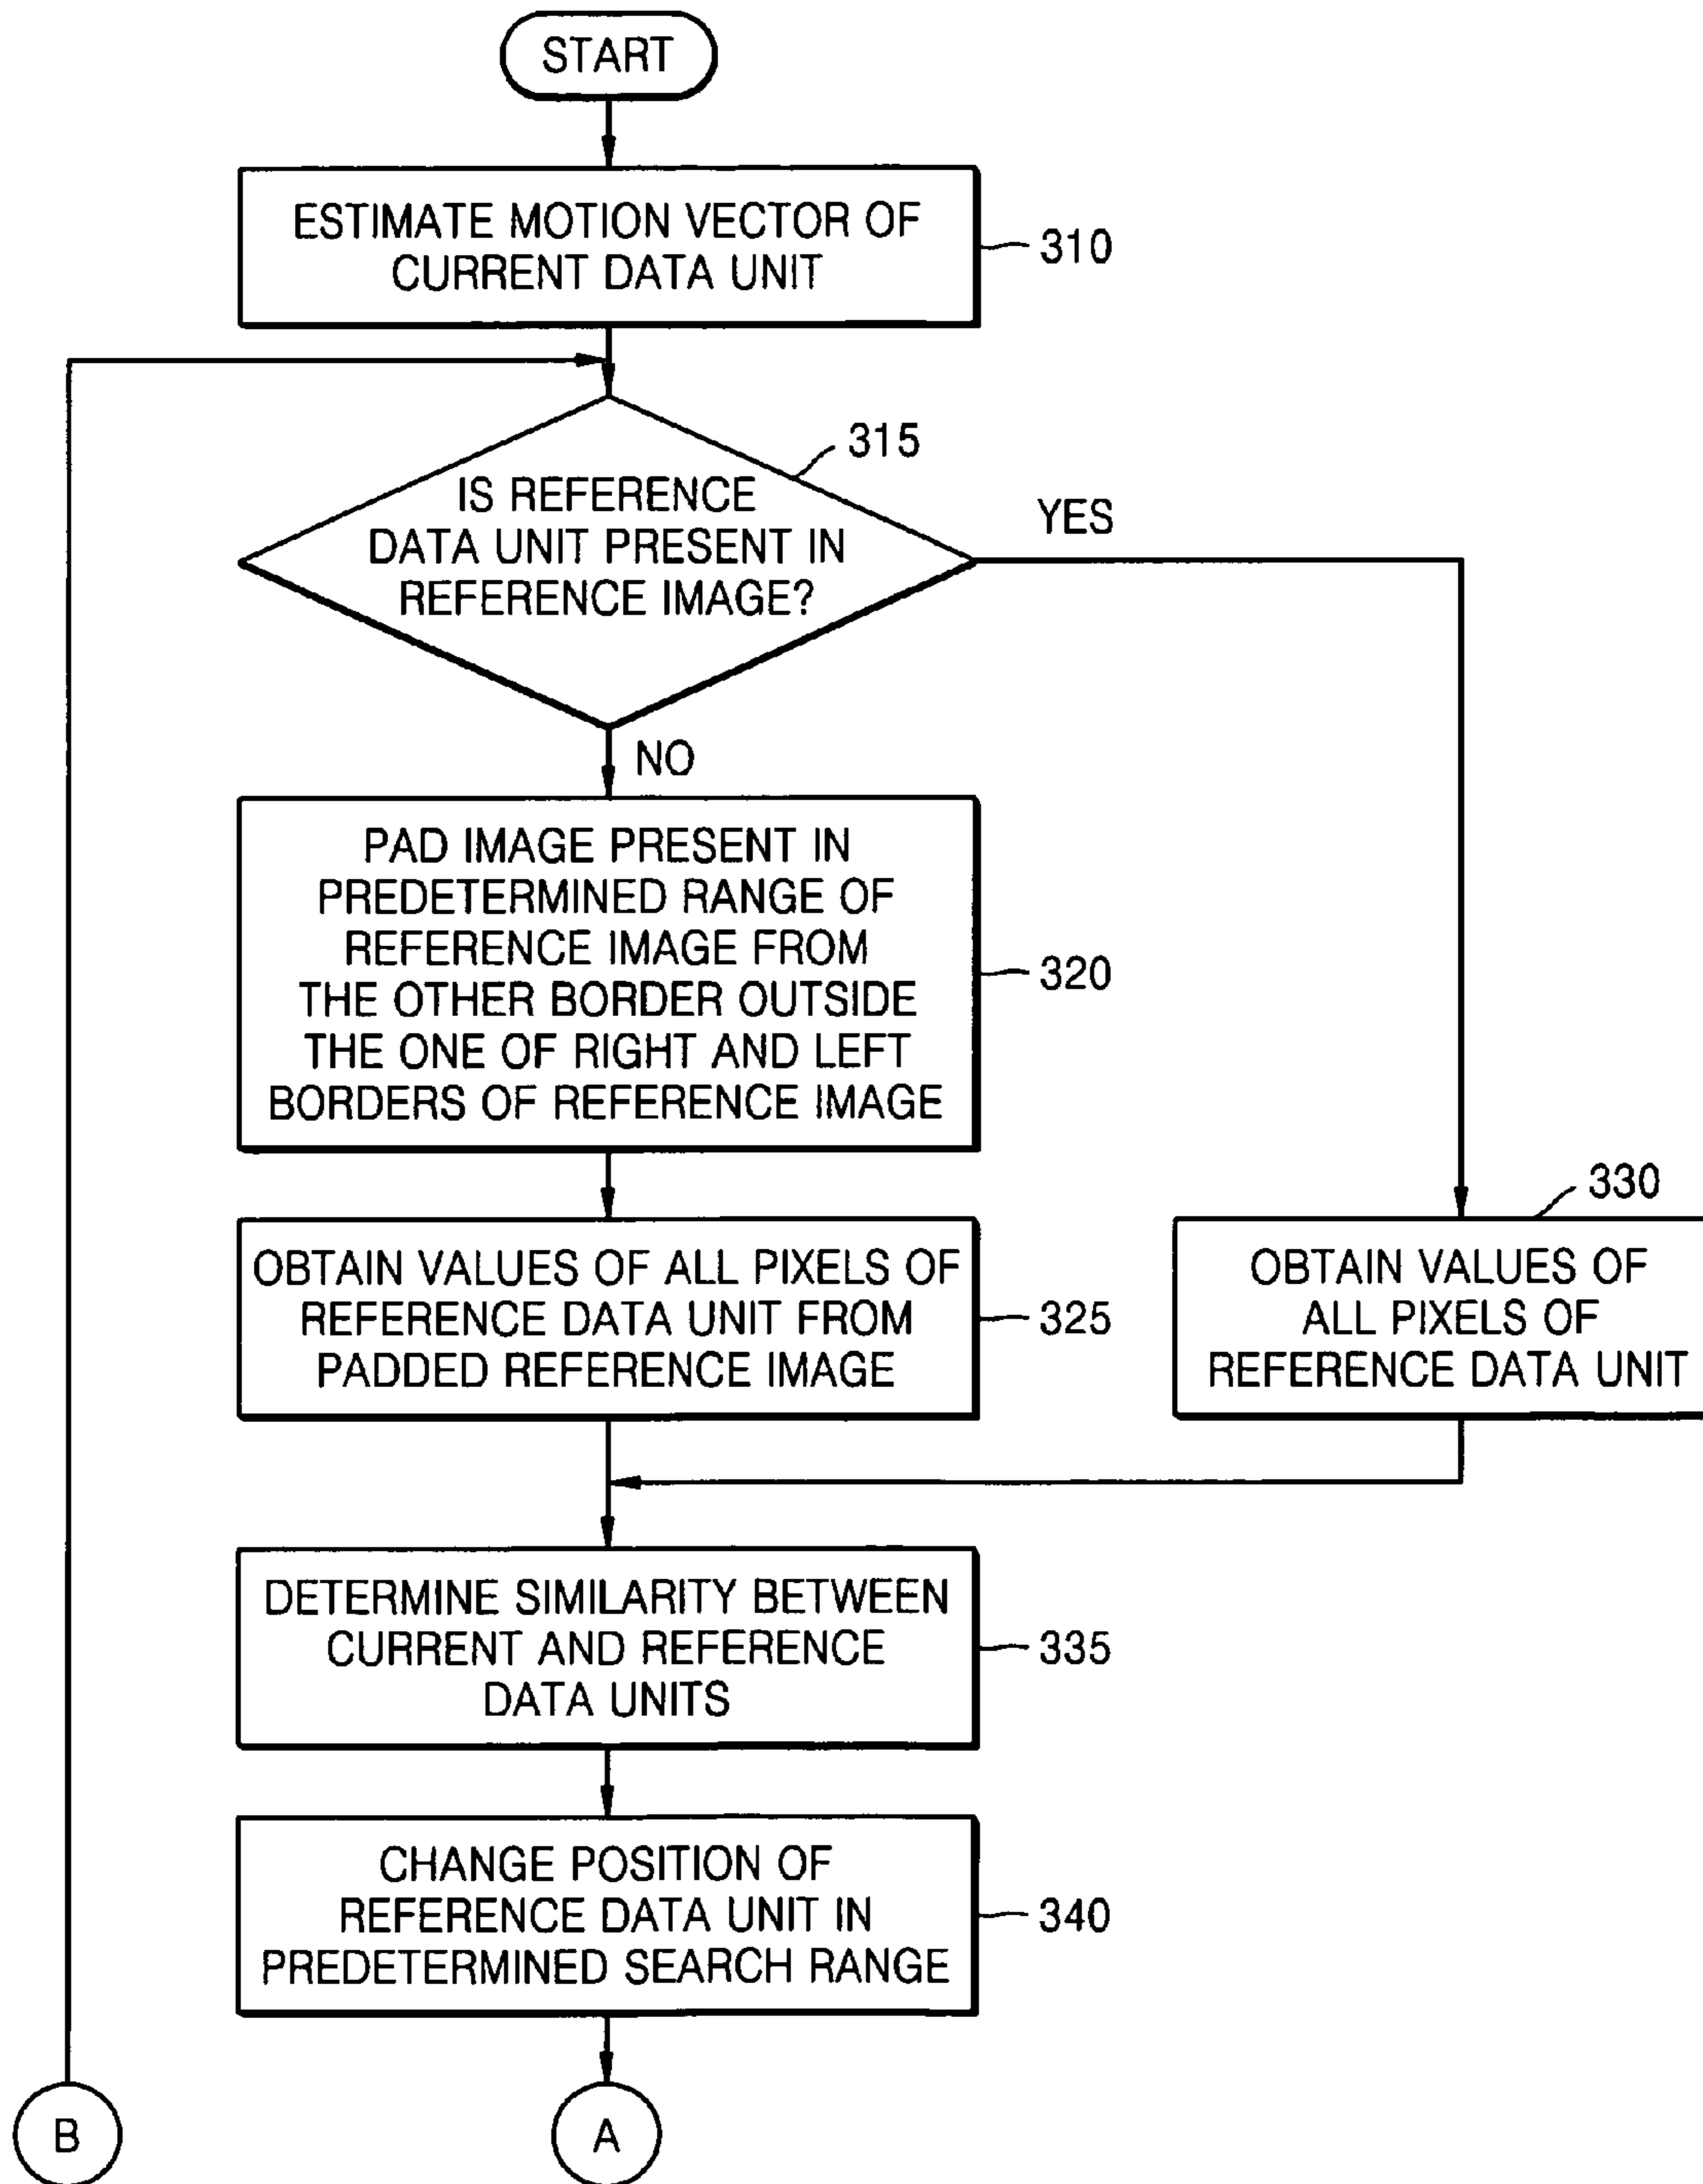 START
ESTIMATE MOTION VECTOR OF
CURRENT DATA UNIT
310
315
IS REFERENCE
DATA UNIT PRESENT IN
REFERENCE IMAGE?
YES
NO
PAD IMAGE PRESENT IN
PREDETERMINED RANGE OF
REFERENCE IMAGE FROM
THE OTHER BORDER OUTSIDE
THE ONE OF RIGHT AND LEFT
BORDERS OF REFERENCE IMAGE
320
OBTAIN VALUES OF ALL PIXELS OF
REFERENCE DATA UNIT FROM
PADDED REFERENCE IMAGE
325
330
OBTAIN VALUES OF
ALL PIXELS OF
REFERENCE DATA UNIT
DETERMINE SIMILARITY BETWEEN
CURRENT AND REFERENCE
DATA UNITS
335
CHANGE POSITION OF
REFERENCE DATA UNIT IN
PREDETERMINED SEARCH RANGE
340
B
A